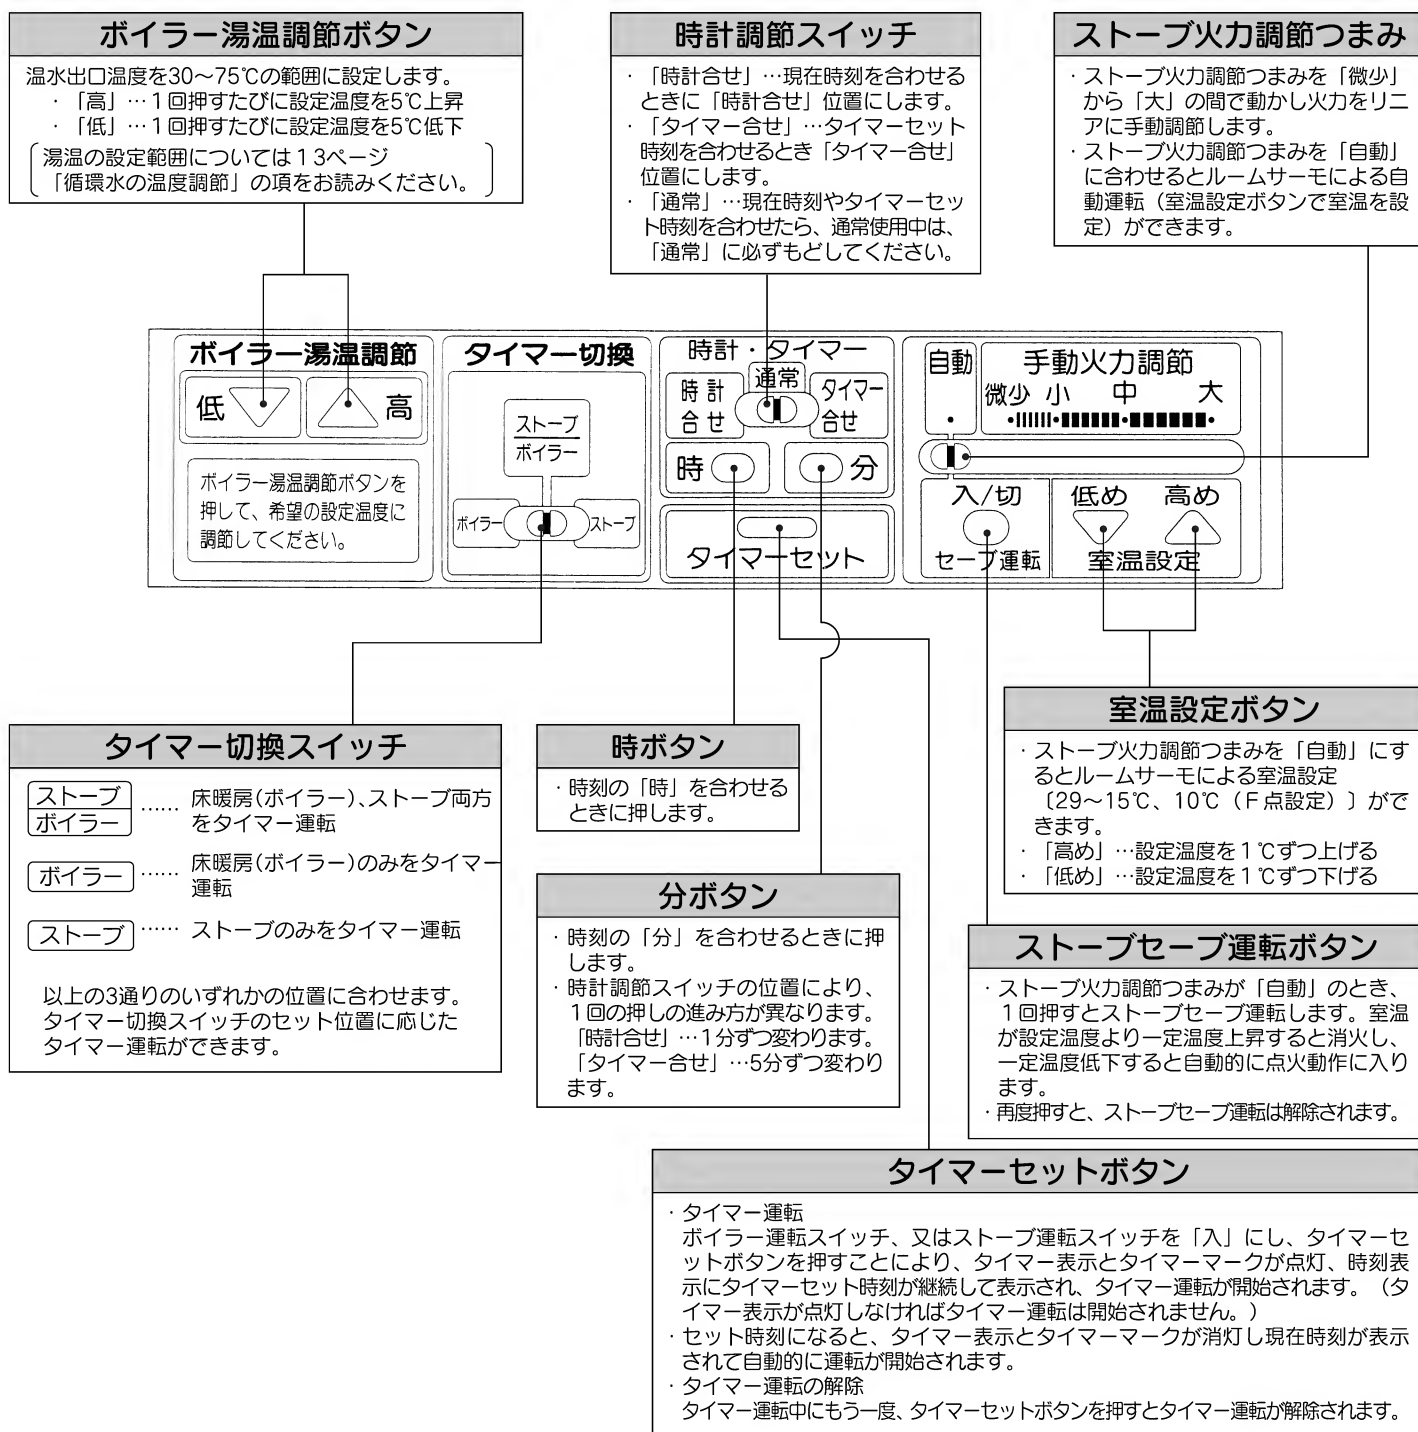 ボイラー湯温調節ボタン
温水出口温度を30～75℃の範囲に設定します。
・「高」…1回押すたびに設定温度を5℃上昇
・「低」…1回押すたびに設定温度を5℃低下
湯温の設定範囲については13ページ
「循環水の温度調節」の項をお読みください。
時計調節スイッチ
・「時計合せ」…現在時刻を合わせる
ときに「時計合せ」位置にします。
・「タイマー合せ」…タイマーセット
時刻を合わせるとき「タイマー合せ」
位置にします。
・「通常」…現在時刻やタイマーセッ
ト時刻を合わせたら、通常使用中は、
「通常」に必ずもどしてください。
ストーブ火力調節つまみ
・ストーブ火力調節つまみを「微少」
から「大」の間で動かし火力をリニ
アに手動調節します。
・ストーブ火力調節つまみを「自動」
に合わせるとルームサーモによる自
動運転（室温設定ボタンで室温を設
定）ができます。
ボイラー湯温調節
低
高
ボイラー湯温調節ボタンを
押して、希望の設定温度に
調節してください。
タイマー切換
ストーブ
ボイラー
ボイラー
ストーブ
時計・タイマー
時計
合せ
通常
タイマー
合せ
時
分
タイマーセット
自動
手動火力調節
微少 小 中 大
入/切
セーブ運転
低め 高め
室温設定
タイマー切換スイッチ
ストーブ
ボイラー
…… 床暖房(ボイラー)、ストーブ両方
をタイマー運転
ボイラー …… 床暖房(ボイラー)のみをタイマー
運転
ストーブ …… ストーブのみをタイマー運転
以上の3通りのいずれかの位置に合わせます。
タイマー切換スイッチのセット位置に応じた
タイマー運転ができます。
時ボタン
・時刻の「時」を合わせる
ときに押します。
分ボタン
・時刻の「分」を合わせるときに押
します。
・時計調節スイッチの位置により、
1回の押しの進み方が異なります。
「時計合せ」…1分ずつ変わります。
「タイマー合せ」…5分ずつ変わり
ます。
室温設定ボタン
・ストーブ火力調節つまみを「自動」にす
るとルームサーモによる室温設定
〔29～15℃、10℃（F点設定）〕がで
きます。
・「高め」…設定温度を1℃ずつ上げる
・「低め」…設定温度を1℃ずつ下げる
ストーブセーブ運転ボタン
・ストーブ火力調節つまみが「自動」のとき、
1回押すとストーブセーブ運転します。室温
が設定温度より一定温度上昇すると消火し、
一定温度低下すると自動的に点火動作に入り
ます。
・再度押すと、ストーブセーブ運転は解除されます。
タイマーセットボタン
・タイマー運転
ボイラー運転スイッチ、又はストーブ運転スイッチを「入」にし、タイマーセ
ットボタンを押すことにより、タイマー表示とタイマーマークが点灯、時刻表
示にタイマーセット時刻が継続して表示され、タイマー運転が開始されます。（タ
イマー表示が点灯しなければタイマー運転は開始されません。）
・セット時刻になると、タイマー表示とタイマーマークが消灯し現在時刻が表示
されて自動的に運転が開始されます。
・タイマー運転の解除
タイマー運転中にもう一度、タイマーセットボタンを押すとタイマー運転が解除されます。